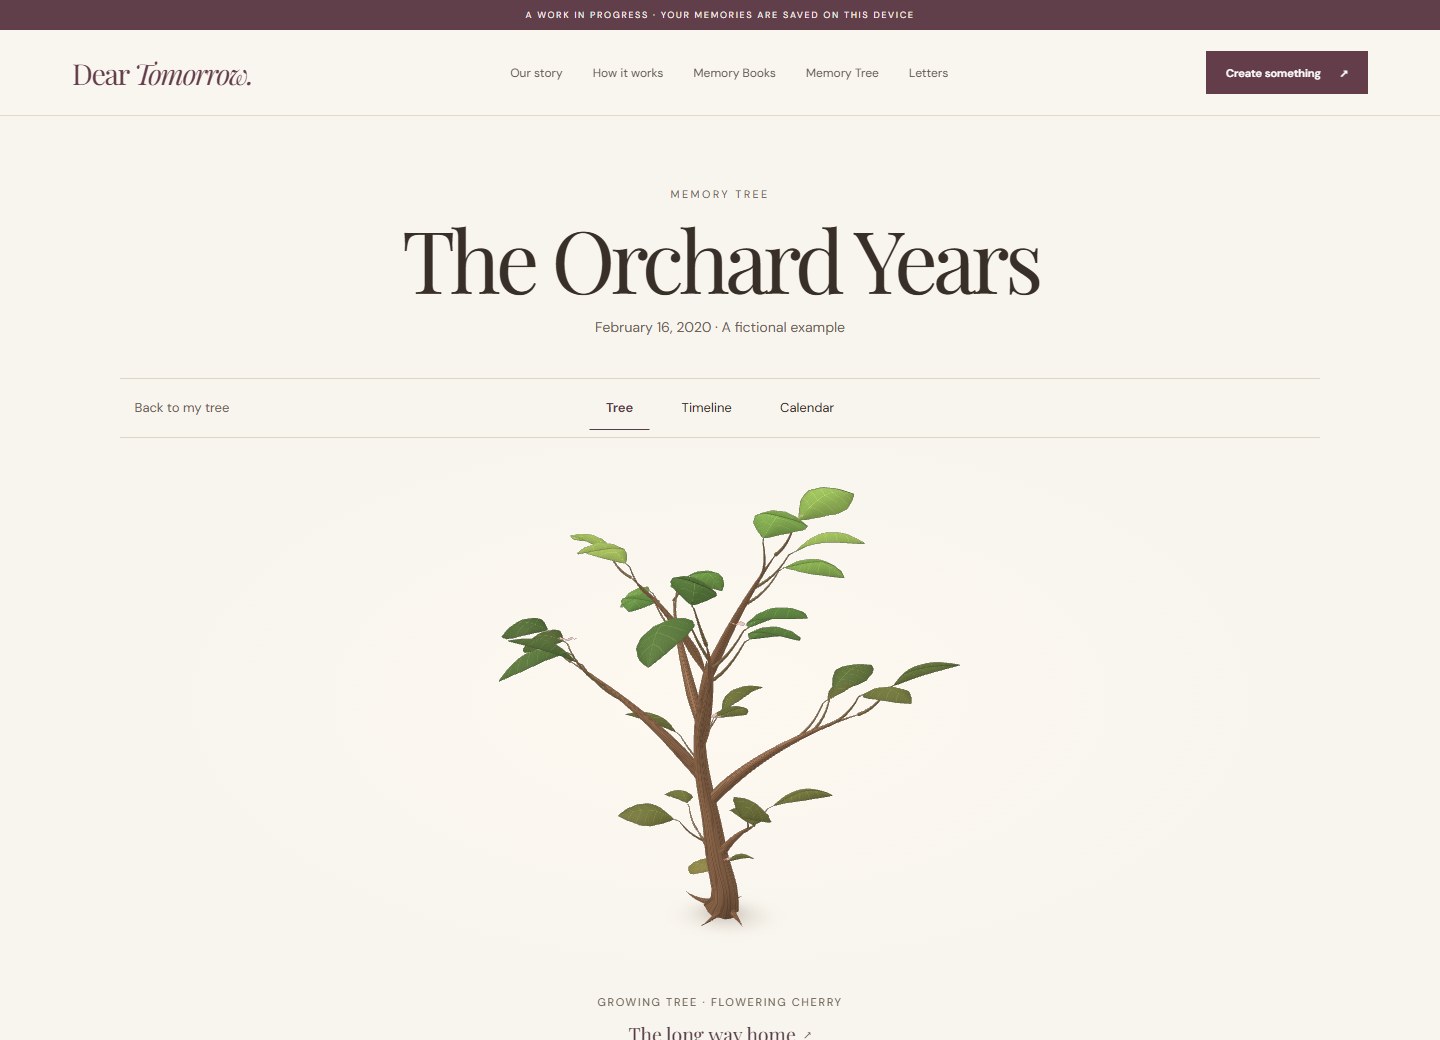 A WORK IN PROGRESS · YOUR MEMORIES ARE SAVED ON THIS DEVICE
Dear Tomorrow.
Our story
How it works
Memory Books
Memory Tree
Letters
Create something ↗
MEMORY TREE
The Orchard Years
February 16, 2020 · A fictional example
Back to my tree
Tree
Timeline
Calendar
GROWING TREE · FLOWERING CHERRY
The long way home ↗